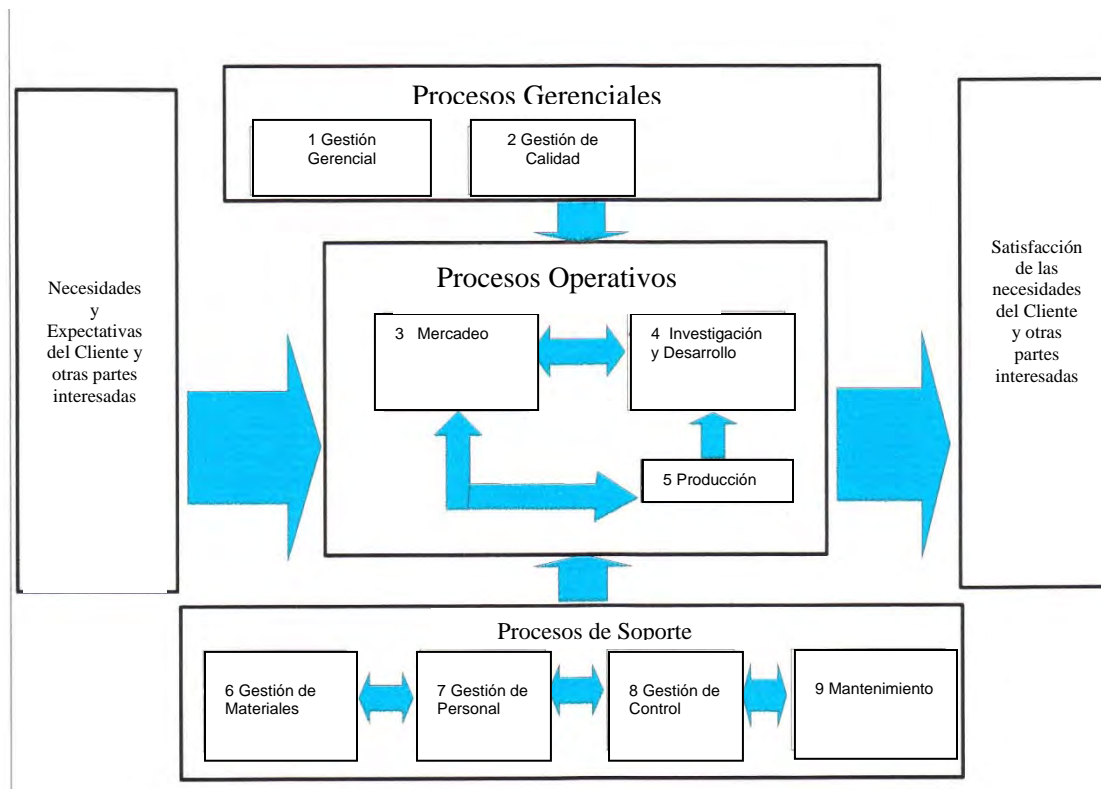 Procesos Gerenciales
1 Gestión
Gerencial
2 Gestión de
Calidad
Necesidades
y
Expectativas
del Cliente y
otras partes
interesadas
Procesos Operativos
3 Mercadeo
4 Investigación
y Desarrollo
5 Producción
Satisfacción
de las
necesidades
del Cliente
y otras
partes
interesadas
Procesos de Soporte
6 Gestión de
Materiales
7 Gestión de
Personal
8 Gestión de
Control
9 Mantenimiento